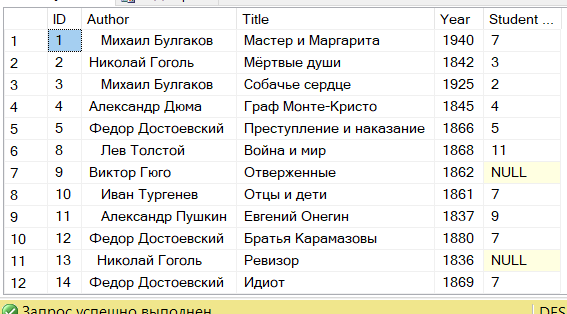 ID Author Title Year Student ...
1 1 Михаил Булгаков Мастер и Маргарита 1940 7
2 2 Николай Гоголь Мёртвые души 1842 3
3 3 Михаил Булгаков Собачье сердце 1925 2
4 4 Александр Дюма Граф Монте-Кристо 1845 4
5 5 Федор Достоевский Преступление и наказание 1866 5
6 8 Лев Толстой Война и мир 1868 11
7 9 Виктор Гюго Отверженные 1862 NULL
8 10 Иван Тургенев Отцы и дети 1861 7
9 11 Александр Пушкин Евгений Онегин 1837 9
10 12 Федор Достоевский Братья Карамазовы 1880 7
11 13 Николай Гоголь Ревизор 1836 NULL
12 14 Федор Достоевский Идиот 1869 7
Запрос успешно выполнен